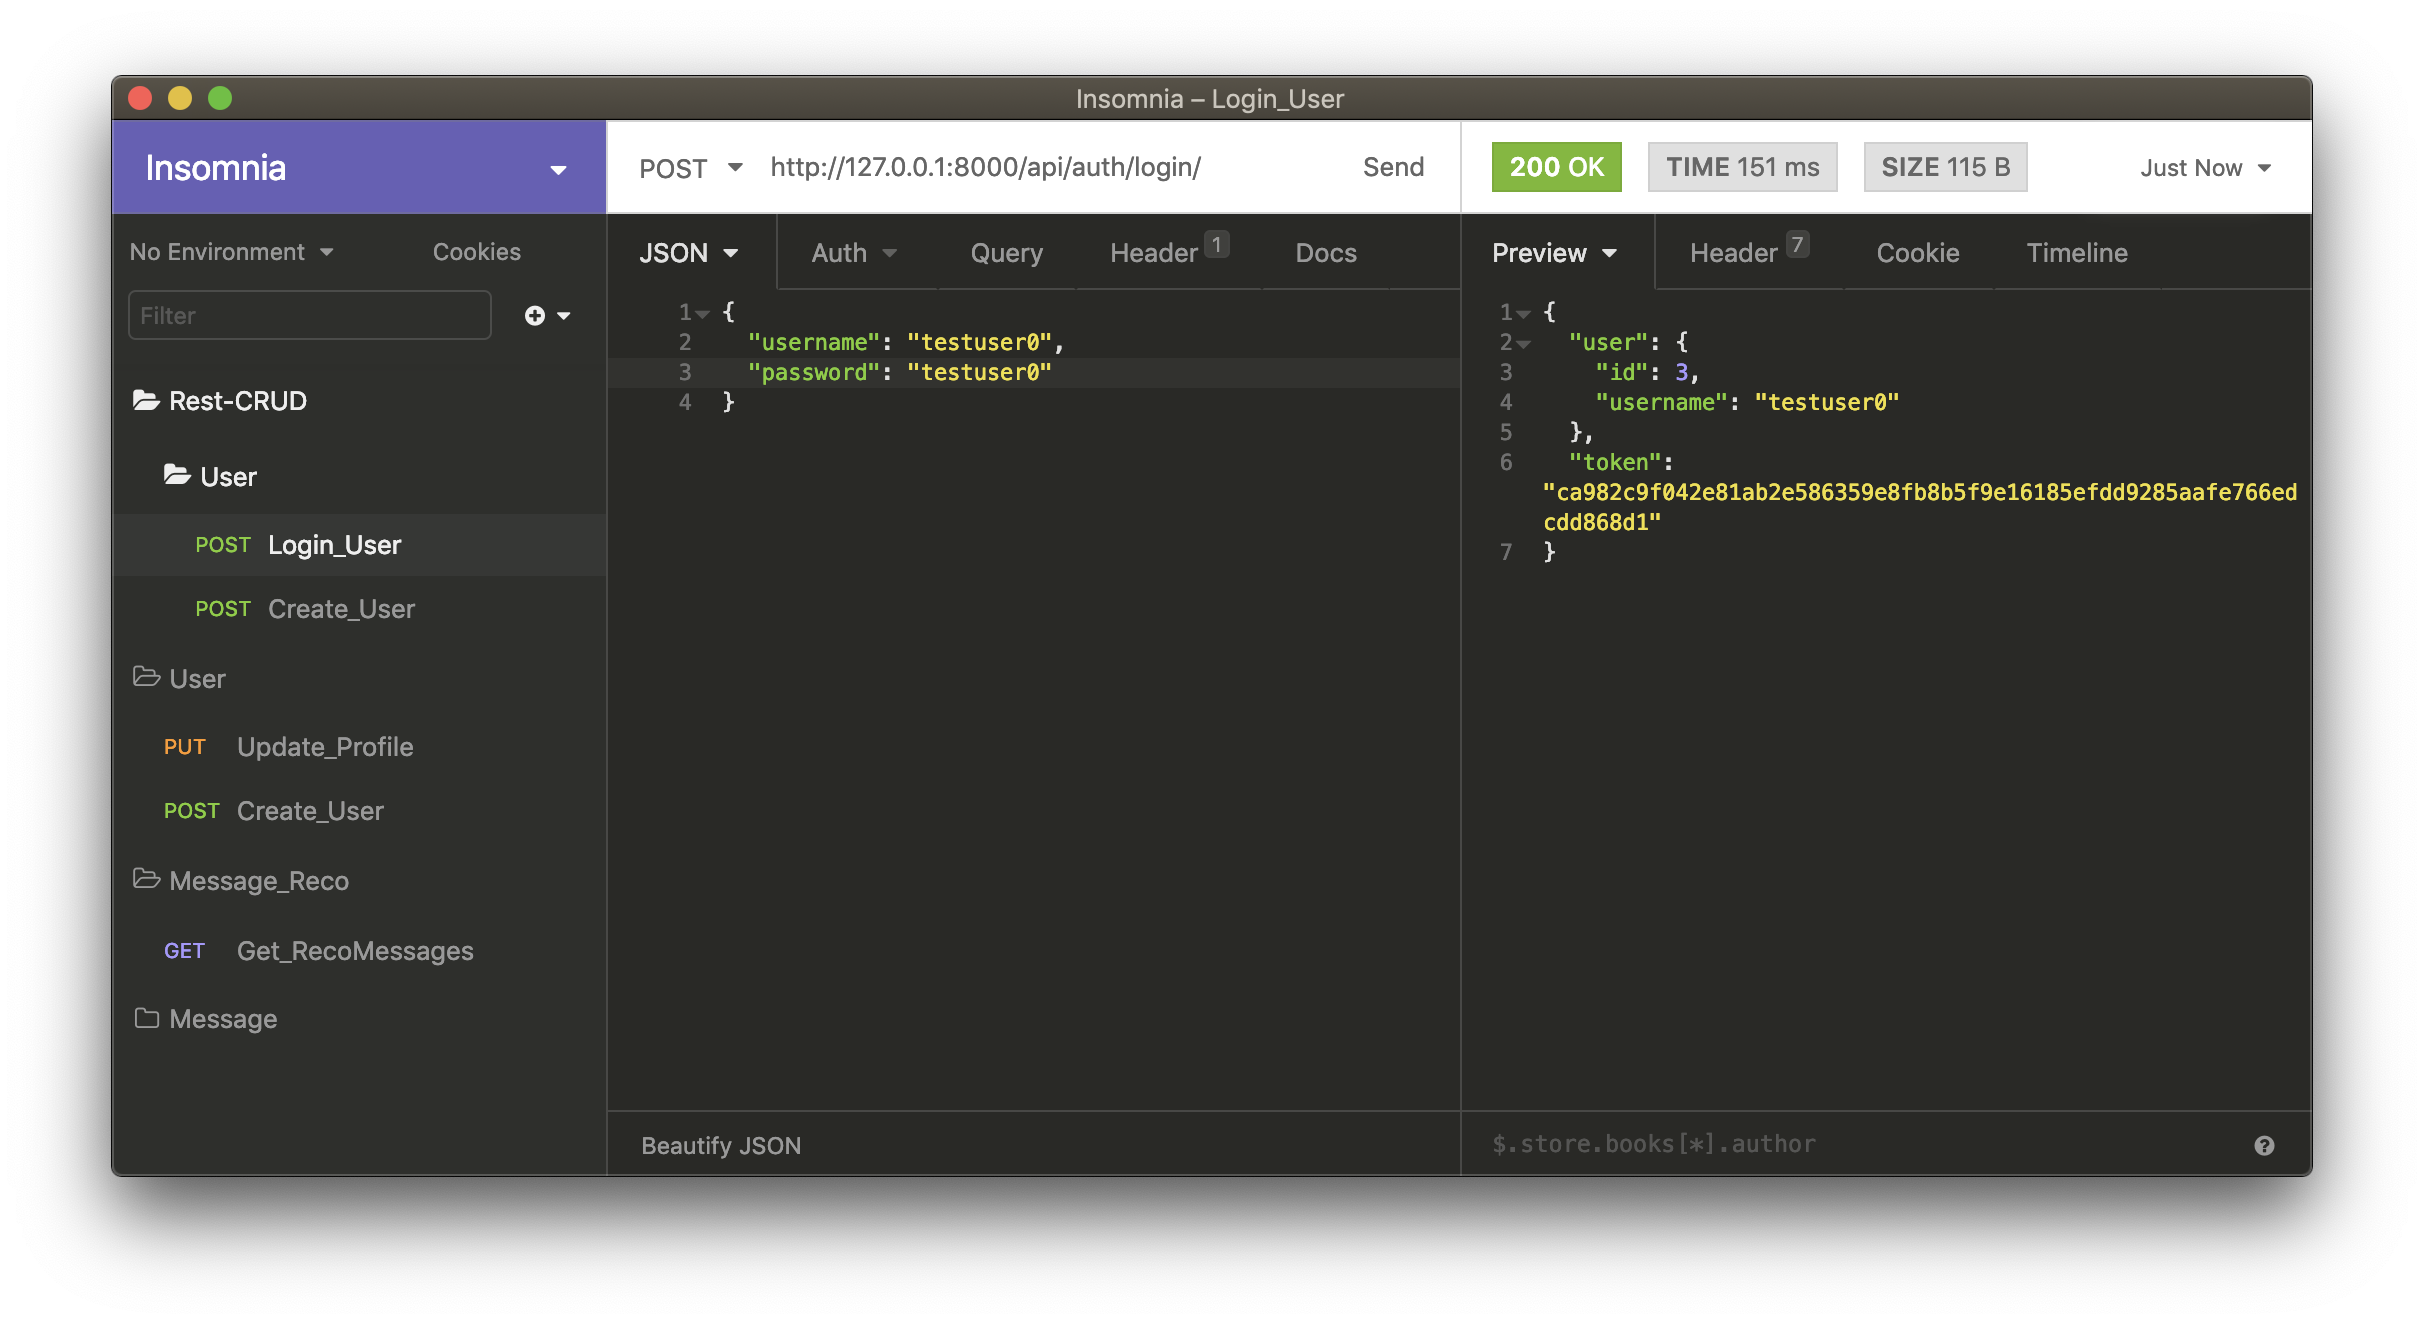 Insomnia – Login_User
Insomnia
POST http://127.0.0.1:8000/api/auth/login/ Send
200 OK TIME 151 ms SIZE 115 B Just Now
No Environment Cookies
Filter
Rest-CRUD
User
POST Login_User
POST Create_User
User
PUT Update_Profile
POST Create_User
Message_Reco
GET Get_RecoMessages
Message
JSON Auth Query Header 1 Docs
1 {
2 "username": "testuser0",
3 "password": "testuser0"
4 }
Beautify JSON
Preview Header 7 Cookie Timeline
1 {
2 "user": {
3 "id": 3,
4 "username": "testuser0"
5 },
6 "token":
"ca982c9f042e81ab2e586359e8fb8b5f9e16185efdd9285aafe766ed
cdd868d1"
7 }
$.store.books[*].author